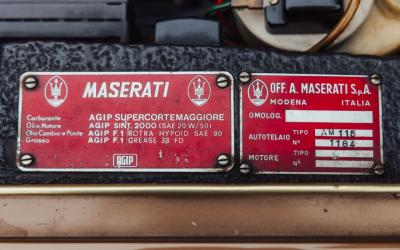 MASERATI
Carburante AGIP SUPERCORTEMAGGIORE
Olio Motore AGIP SINT. 2000 (SAE 20 W/50)
Olio Cambio e Ponte AGIP F.1 ROTRA HYPOID SAE 90
Grasso AGIP F.1 GREASE 33 FD
AGIP
OFF. A. MASERATI S.p.A.
MODENA ITALIA
OMOLOG.
AUTOTELAIO TIPO AM 115
N° 1184
MOTORE TIPO
N°